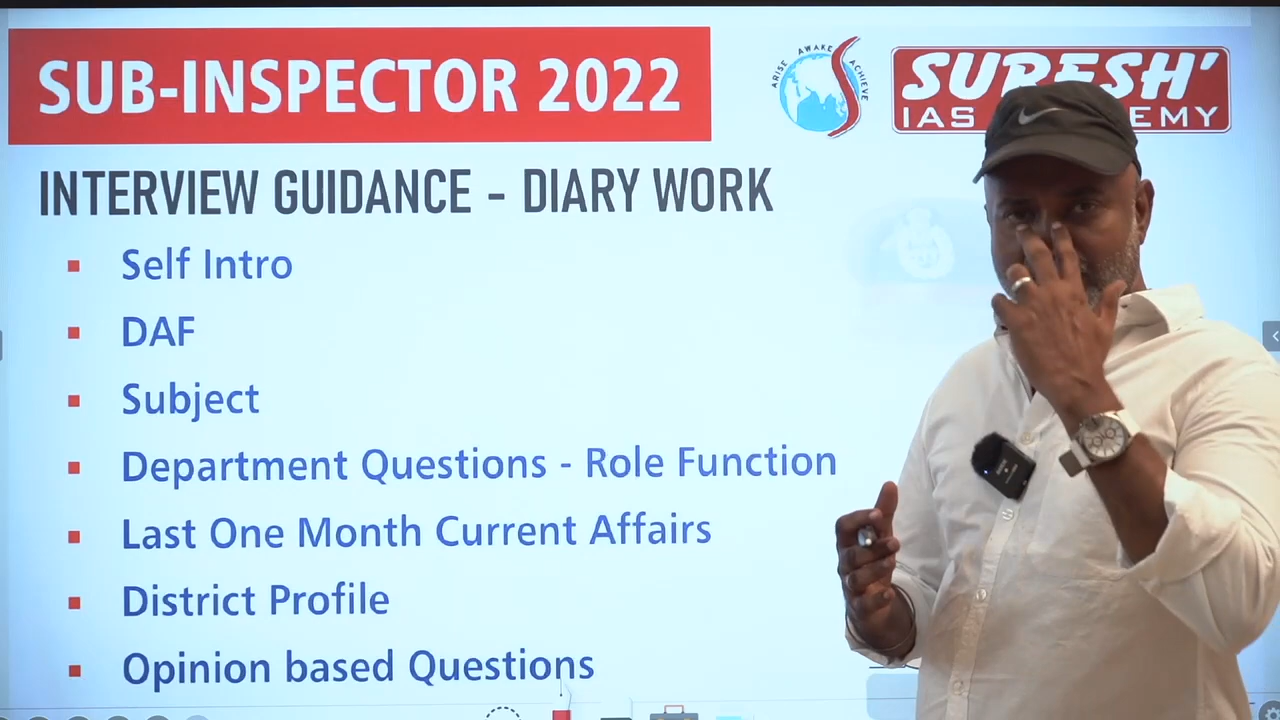 SUB-INSPECTOR 2022
ARISE AWAKE ACHIEVE
SURESH'
IAS EMY
INTERVIEW GUIDANCE - DIARY WORK
Self Intro
DAF
Subject
Department Questions - Role Function
Last One Month Current Affairs
District Profile
Opinion based Questions